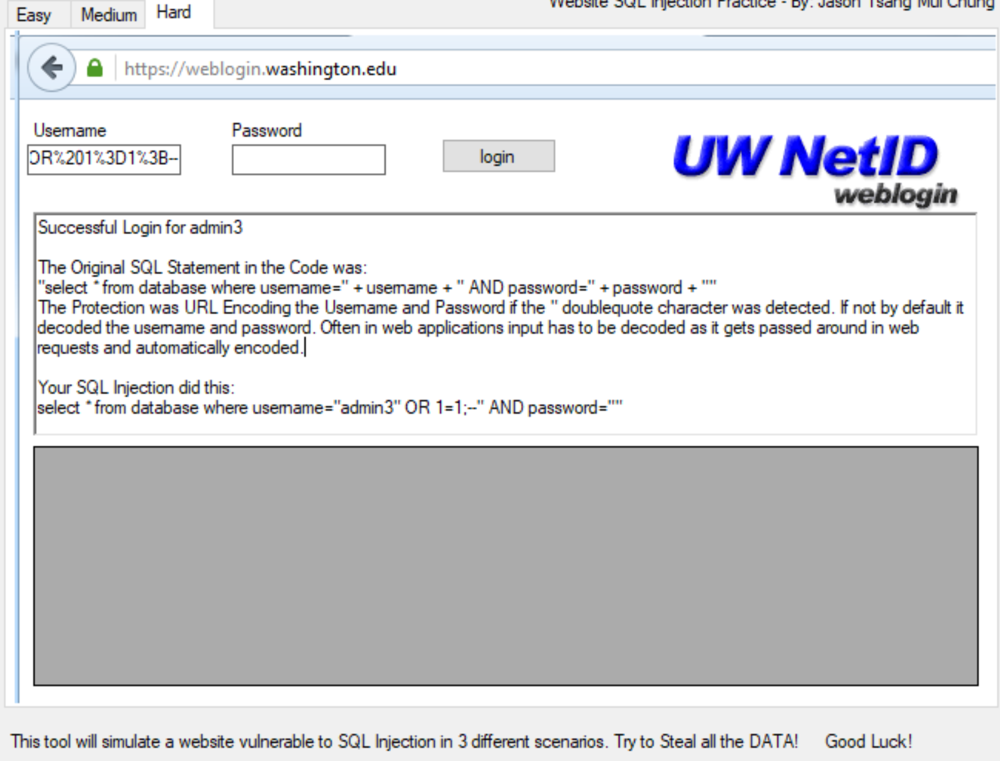 Website SQL Injection Practice - By: Jason Tsang Mui Chung
Easy Medium Hard
https://weblogin.washington.edu
Username Password
OR%201%3D1%3B-- login
UW NetID
weblogin
Successful Login for admin3
The Original SQL Statement in the Code was:
"select * from database where username=" + username + " AND password=" + password + """
The Protection was URL Encoding the Username and Password if the " doublequote character was detected. If not by default it
decoded the username and password. Often in web applications input has to be decoded as it gets passed around in web
requests and automatically encoded.
Your SQL Injection did this:
select * from database where username="admin3" OR 1=1;--" AND password=""
This tool will simulate a website vulnerable to SQL Injection in 3 different scenarios. Try to Steal all the DATA! Good Luck!